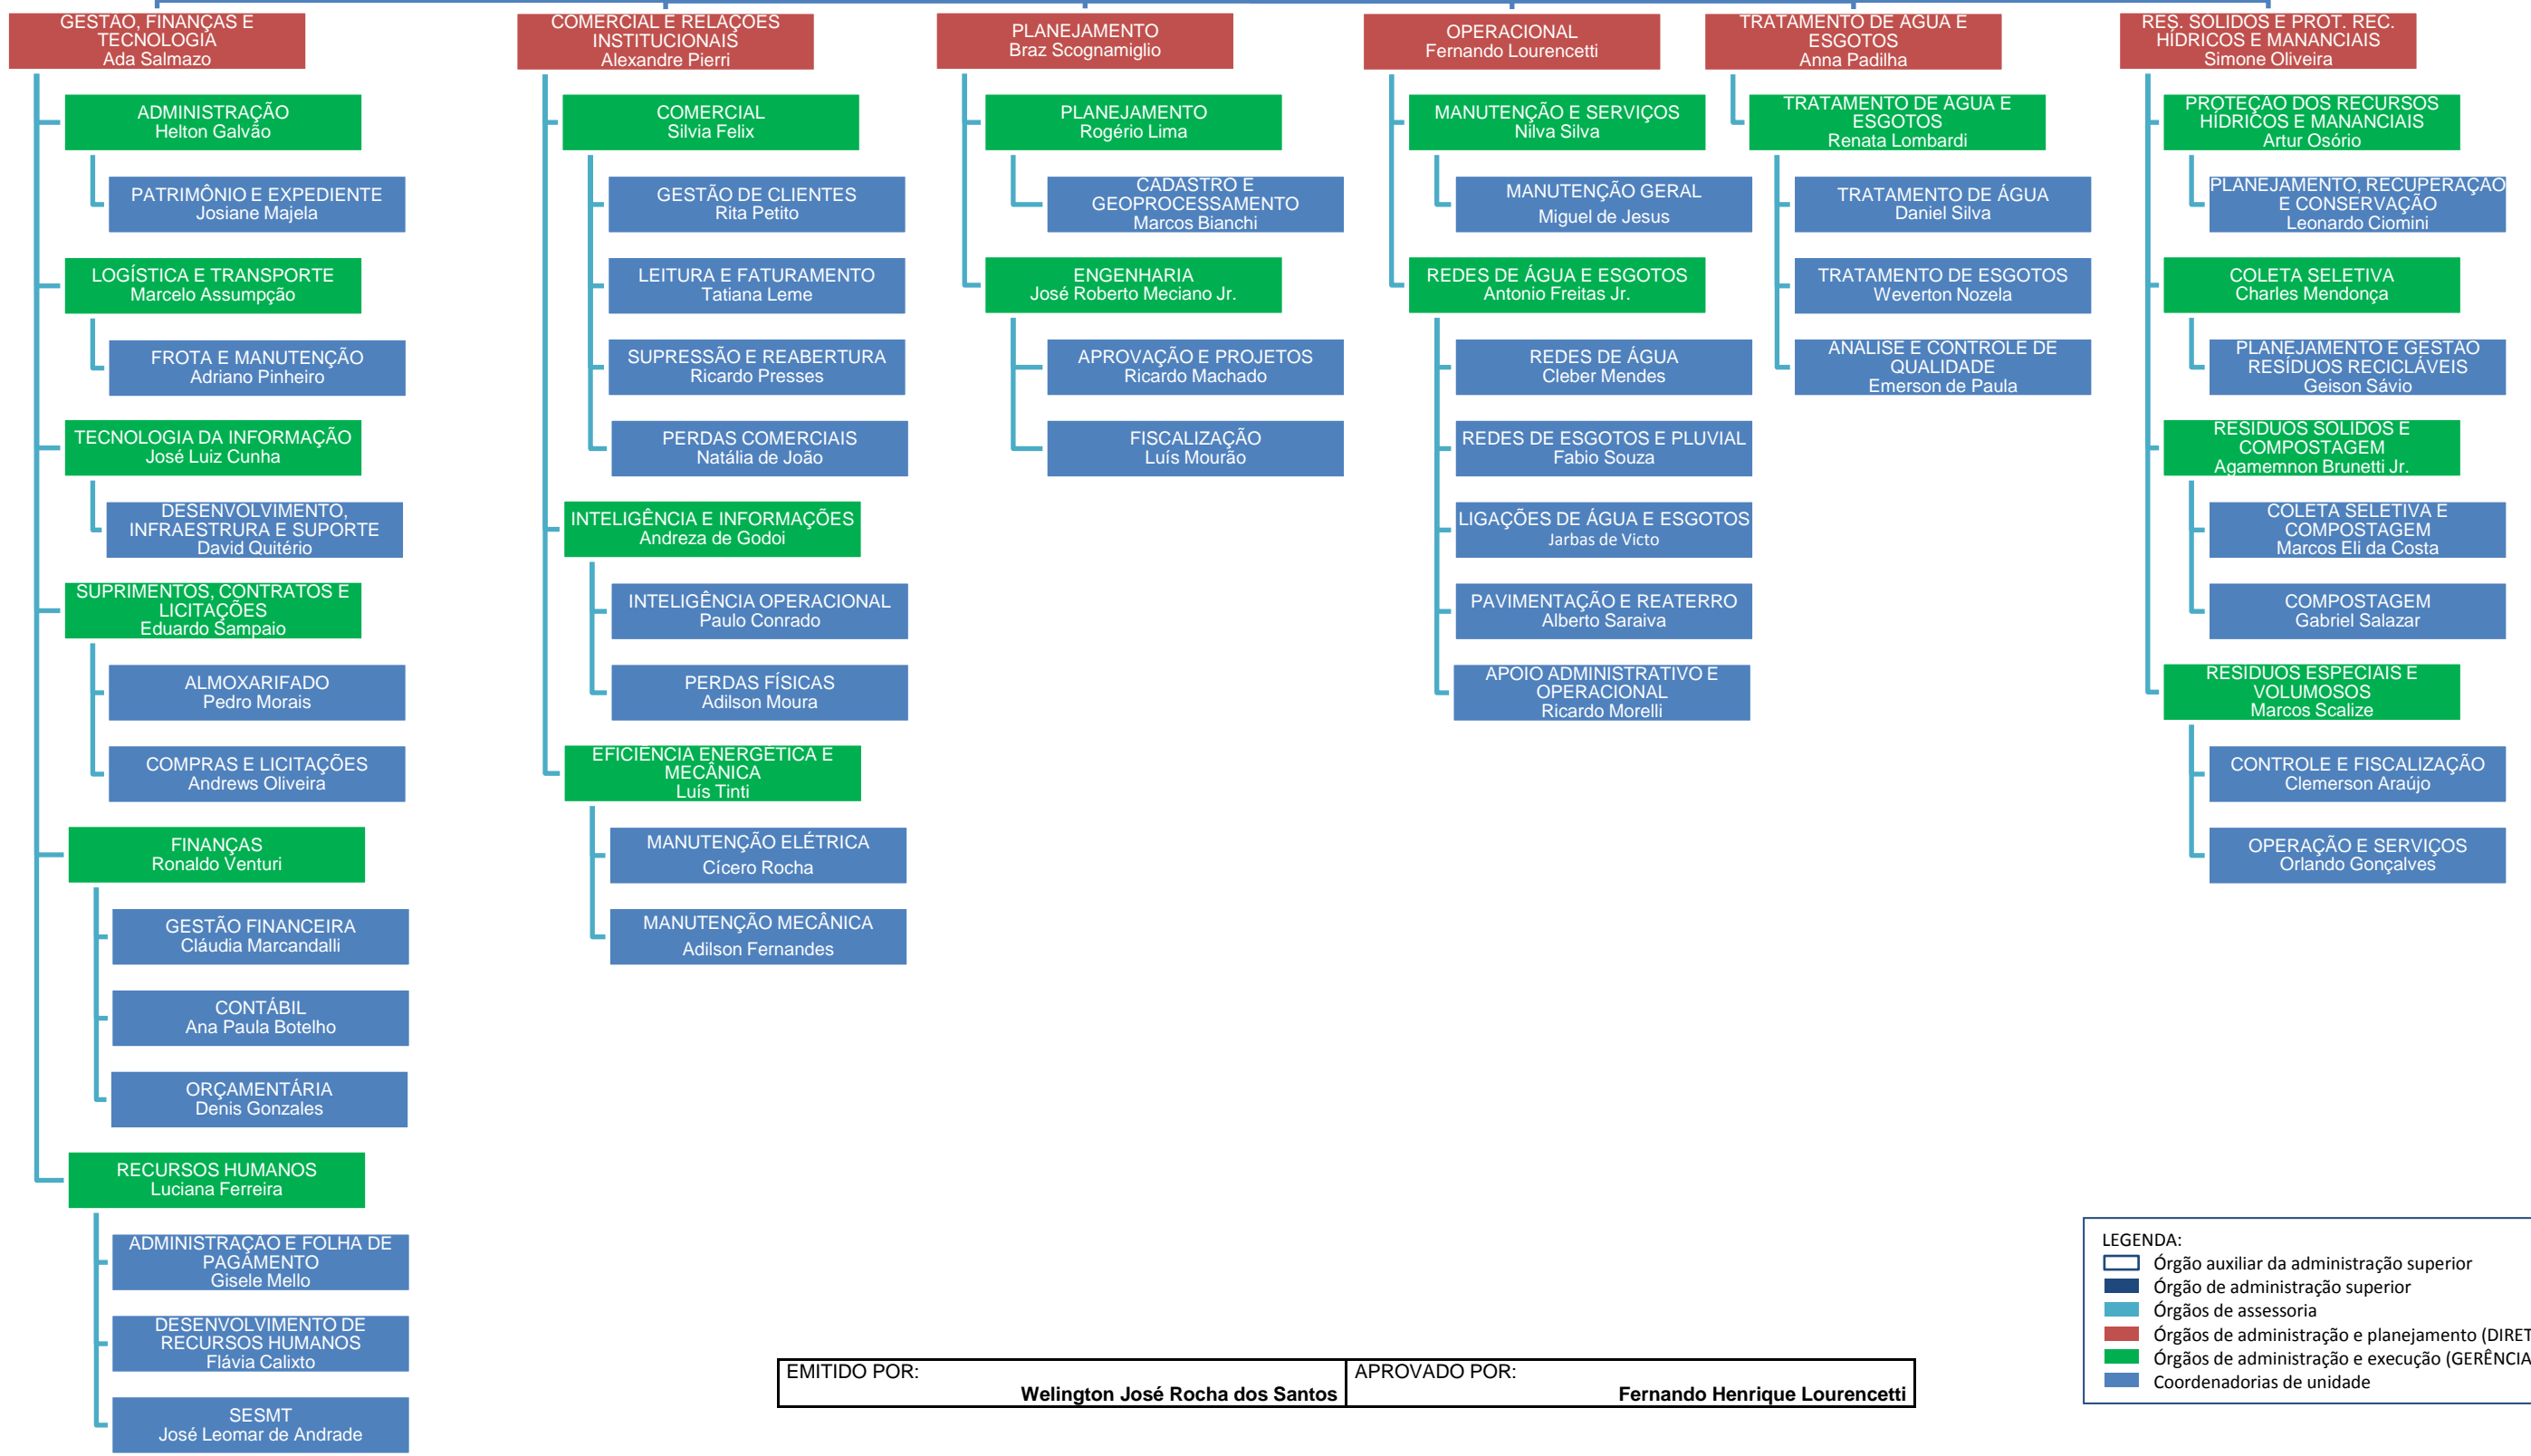 GESTÃO, FINANÇAS E
TECNOLOGIA
Ada Salmazo
ADMINISTRAÇÃO
Helton Galvão
PATRIMÔNIO E EXPEDIENTE
Josiane Majela
LOGÍSTICA E TRANSPORTE
Marcelo Assumpção
FROTA E MANUTENÇÃO
Adriano Pinheiro
TECNOLOGIA DA INFORMAÇÃO
José Luiz Cunha
DESENVOLVIMENTO,
INFRAESTRURA E SUPORTE
David Quitério
SUPRIMENTOS, CONTRATOS E
LICITAÇÕES
Eduardo Sampaio
ALMOXARIFADO
Pedro Morais
COMPRAS E LICITAÇÕES
Andrews Oliveira
FINANÇAS
Ronaldo Venturi
GESTÃO FINANCEIRA
Cláudia Marcandalli
CONTÁBIL
Ana Paula Botelho
ORÇAMENTÁRIA
Denis Gonzales
RECURSOS HUMANOS
Luciana Ferreira
ADMINISTRAÇÃO E FOLHA DE
PAGAMENTO
Gisele Mello
DESENVOLVIMENTO DE
RECURSOS HUMANOS
Flávia Calixto
SESMT
José Leomar de Andrade
COMERCIAL E RELAÇÕES
INSTITUCIONAIS
Alexandre Pierri
COMERCIAL
Silvia Felix
GESTÃO DE CLIENTES
Rita Petito
LEITURA E FATURAMENTO
Tatiana Leme
SUPRESSÃO E REABERTURA
Ricardo Presses
PERDAS COMERCIAIS
Natália de João
INTELIGÊNCIA E INFORMAÇÕES
Andreza de Godoi
INTELIGÊNCIA OPERACIONAL
Paulo Conrado
PERDAS FÍSICAS
Adilson Moura
EFICIÊNCIA ENERGÉTICA E
MECÂNICA
Luís Tinti
MANUTENÇÃO ELÉTRICA
Cícero Rocha
MANUTENÇÃO MECÂNICA
Adilson Fernandes
PLANEJAMENTO
Braz Scognamiglio
PLANEJAMENTO
Rogério Lima
CADASTRO E
GEOPROCESSAMENTO
Marcos Bianchi
ENGENHARIA
José Roberto Meciano Jr.
APROVAÇÃO E PROJETOS
Ricardo Machado
FISCALIZAÇÃO
Luís Mourão
OPERACIONAL
Fernando Lourencetti
MANUTENÇÃO E SERVIÇOS
Nilva Silva
MANUTENÇÃO GERAL
Miguel de Jesus
REDES DE ÁGUA E ESGOTOS
Antonio Freitas Jr.
REDES DE ÁGUA
Cleber Mendes
REDES DE ESGOTOS E PLUVIAL
Fabio Souza
LIGAÇÕES DE ÁGUA E ESGOTOS
Jarbas de Victo
PAVIMENTAÇÃO E REATERRO
Alberto Saraiva
APOIO ADMINISTRATIVO E
OPERACIONAL
Ricardo Morelli
TRATAMENTO DE ÁGUA E
ESGOTOS
Anna Padilha
TRATAMENTO DE ÁGUA E
ESGOTOS
Renata Lombardi
TRATAMENTO DE ÁGUA
Daniel Silva
TRATAMENTO DE ESGOTOS
Weverton Nozela
ANÁLISE E CONTROLE DE
QUALIDADE
Emerson de Paula
RES. SÓLIDOS E PROT. REC.
HÍDRICOS E MANANCIAIS
Simone Oliveira
PROTEÇÃO DOS RECURSOS
HÍDRICOS E MANANCIAIS
Artur Osório
PLANEJAMENTO, RECUPERAÇÃO
E CONSERVAÇÃO
Leonardo Ciomini
COLETA SELETIVA
Charles Mendonça
PLANEJAMENTO E GESTÃO
RESÍDUOS RECICLÁVEIS
Geison Sávio
RESÍDUOS SÓLIDOS E
COMPOSTAGEM
Agamemnon Brunetti Jr.
COLETA SELETIVA E
COMPOSTAGEM
Marcos Eli da Costa
COMPOSTAGEM
Gabriel Salazar
RESÍDUOS ESPECIAIS E
VOLUMOSOS
Marcos Scalize
CONTROLE E FISCALIZAÇÃO
Clemerson Araújo
OPERAÇÃO E SERVIÇOS
Orlando Gonçalves
EMITIDO POR:
Welington José Rocha dos Santos
APROVADO POR:
Fernando Henrique Lourencetti
LEGENDA:
Órgão auxiliar da administração superior
Órgão de administração superior
Órgãos de assessoria
Órgãos de administração e planejamento (DIRET
Órgãos de administração e execução (GERÊNCIA
Coordenadorias de unidade